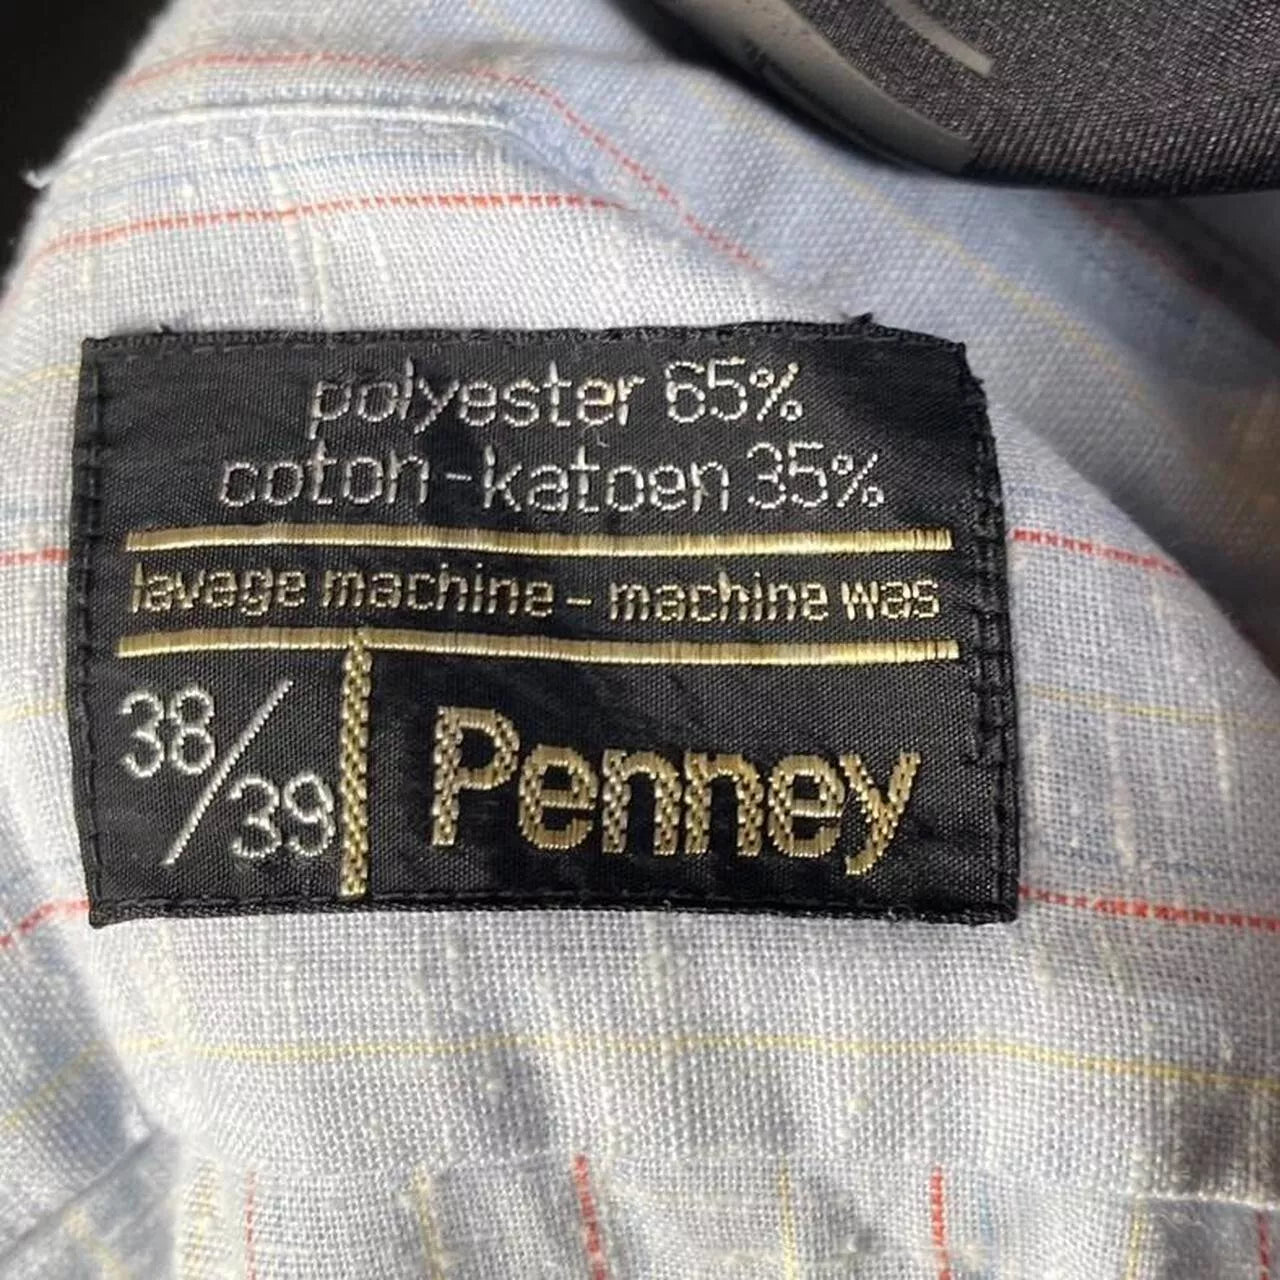 polyester 65%
coton-katoen 35%
lavage machine - machine was
38/39
Penney